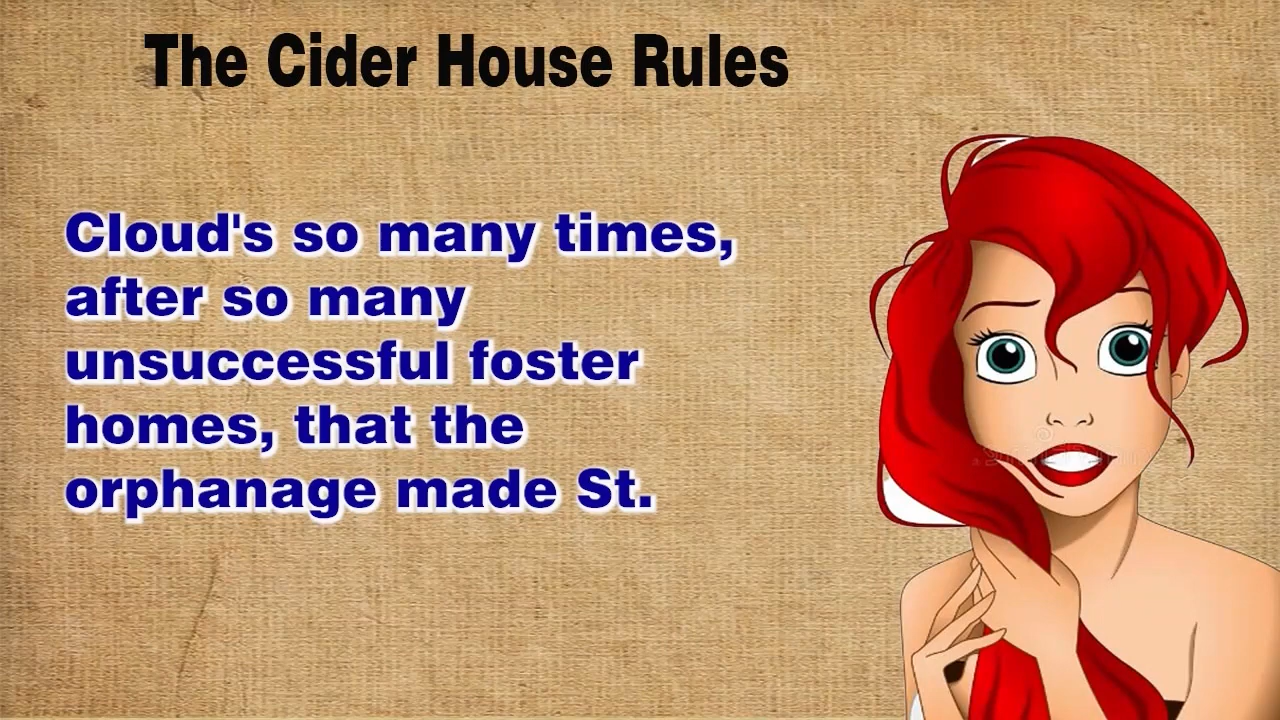 The Cider House Rules
Cloud's so many times,
after so many
unsuccessful foster
homes, that the
orphanage made St.